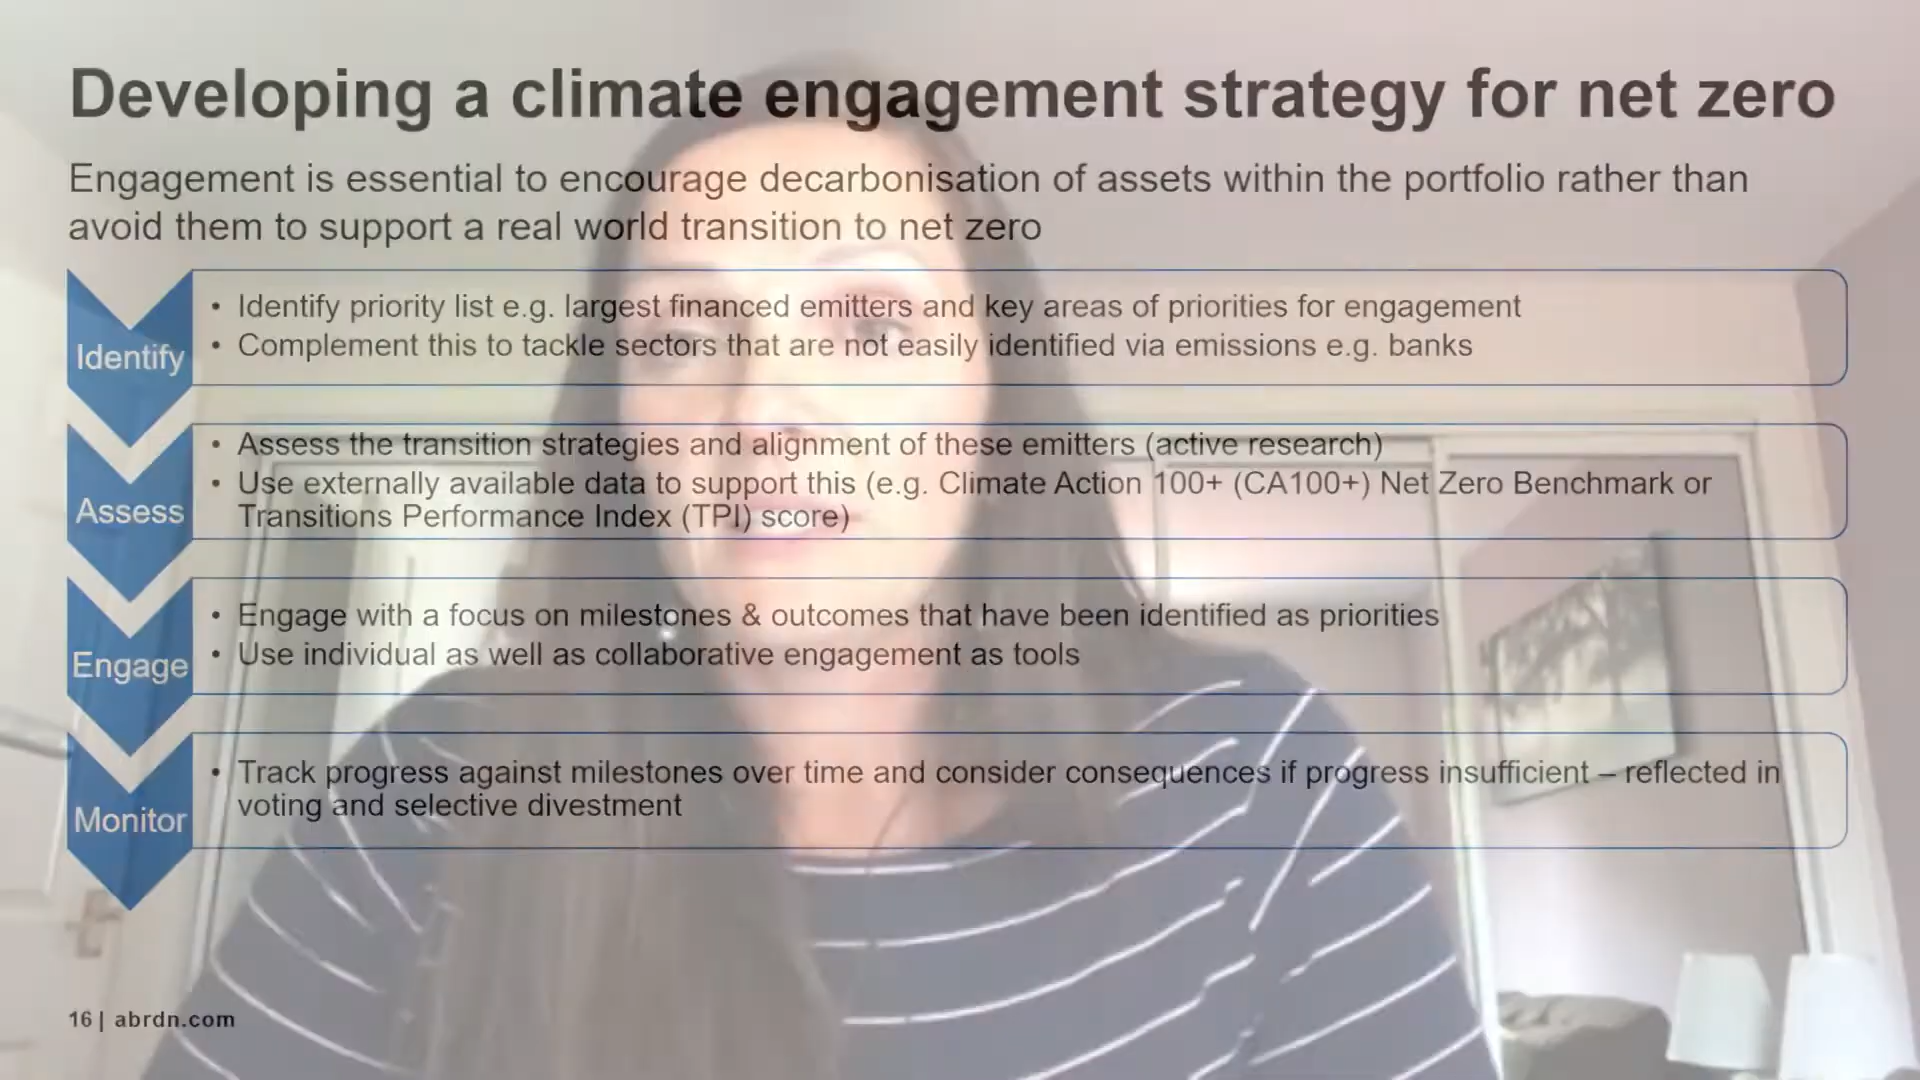 Developing a climate engagement strategy for net zero
Engagement is essential to encourage decarbonisation of assets within the portfolio rather than
avoid them to support a real world transition to net zero
Identify
• Identify priority list e.g. largest financed emitters and key areas of priorities for engagement
• Complement this to tackle sectors that are not easily identified via emissions e.g. banks
Assess
• Assess the transition strategies and alignment of these emitters (active research)
• Use externally available data to support this (e.g. Climate Action 100+ (CA100+) Net Zero Benchmark or
Transitions Performance Index (TPI) score)
Engage
• Engage with a focus on milestones & outcomes that have been identified as priorities
• Use individual as well as collaborative engagement as tools
Monitor
• Track progress against milestones over time and consider consequences if progress insufficient – reflected in
voting and selective divestment
16 | abrdn.com